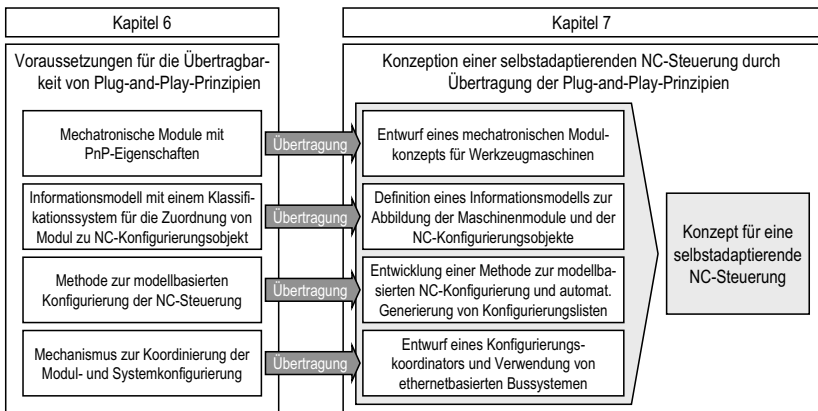 Kapitel 6
Voraussetzungen für die Übertragbar-
keit von Plug-and-Play-Prinzipien
Mechatronische Module mit
PnP-Eigenschaften
Informationsmodell mit einem Klassifi-
kationssystem für die Zuordnung von
Modul zu NC-Konfigurierungsobjekt
Methode zur modellbasierten
Konfigurierung der NC-Steuerung
Mechanismus zur Koordinierung der
Modul- und Systemkonfigurierung
Übertragung
Übertragung
Übertragung
Übertragung
Kapitel 7
Konzeption einer selbstadaptierenden NC-Steuerung durch
Übertragung der Plug-and-Play-Prinzipien
Entwurf eines mechatronischen Modul-
konzepts für Werkzeugmaschinen
Definition eines Informationsmodells zur
Abbildung der Maschinenmodule und der
NC-Konfigurierungsobjekte
Entwicklung einer Methode zur modellba-
sierten NC-Konfigurierung und automat.
Generierung von Konfigurierungslisten
Entwurf eines Konfigurierungs-
koordinators und Verwendung von
ethernetbasierten Bussystemen
Konzept für eine
selbstadaptierende
NC-Steuerung